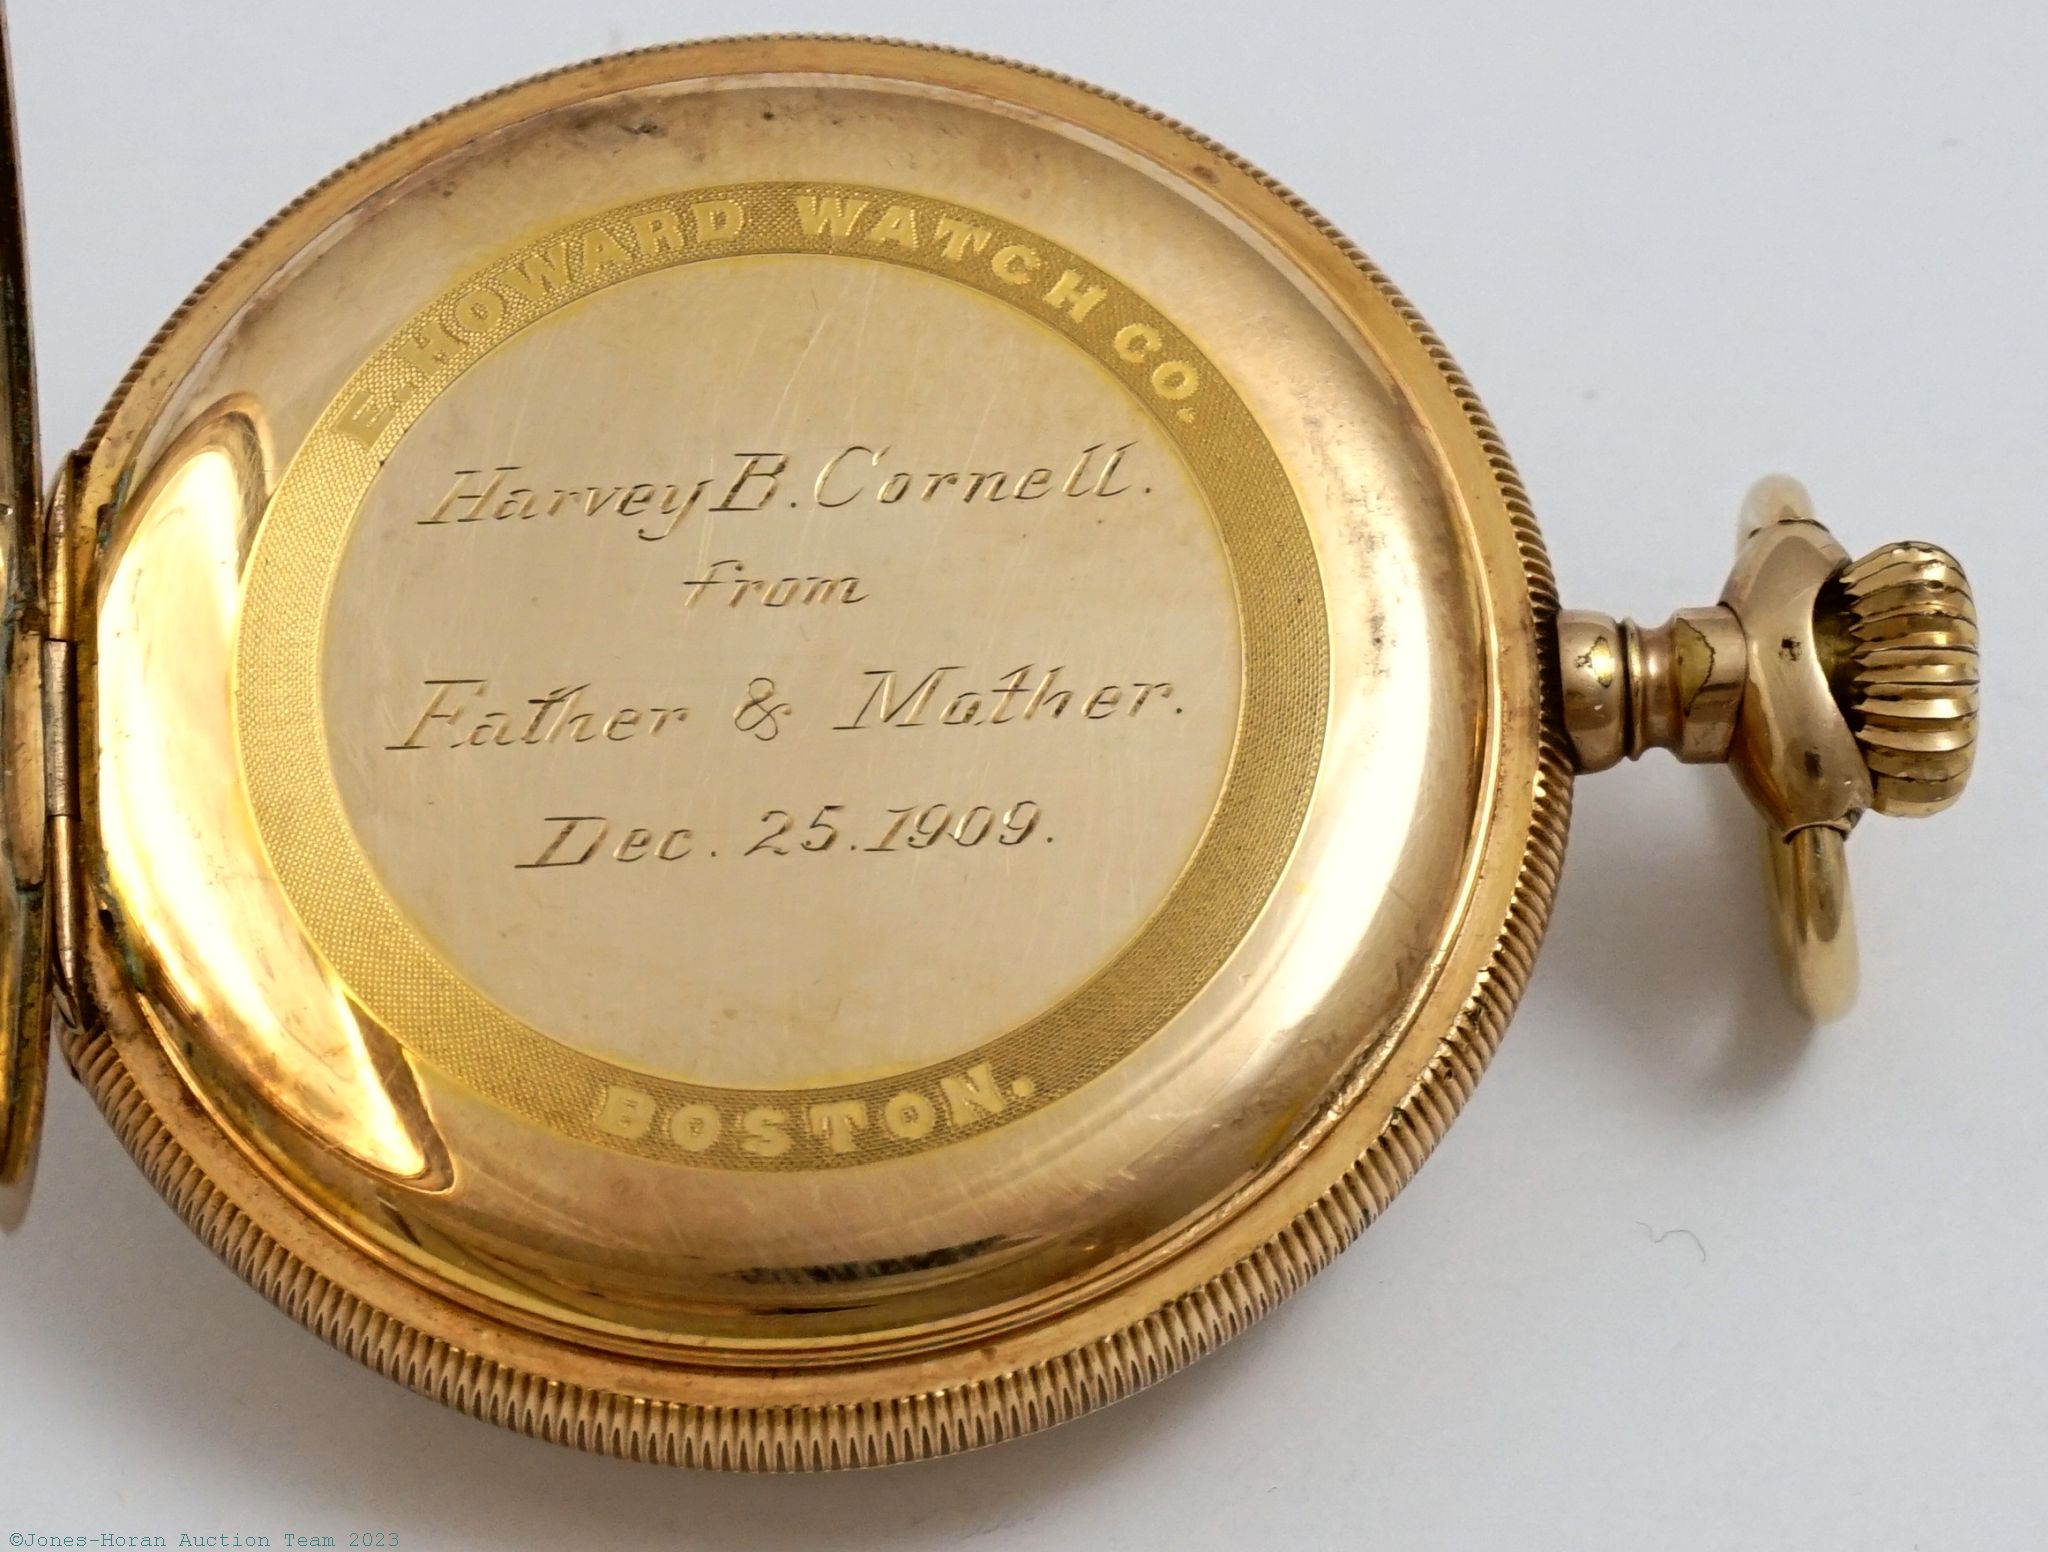 E. HOWARD WATCH CO.
Harvey B. Cornell.
from
Father & Mother.
Dec. 25. 1909.
BOSTON.
©Jones-Horan Auction Team 2023